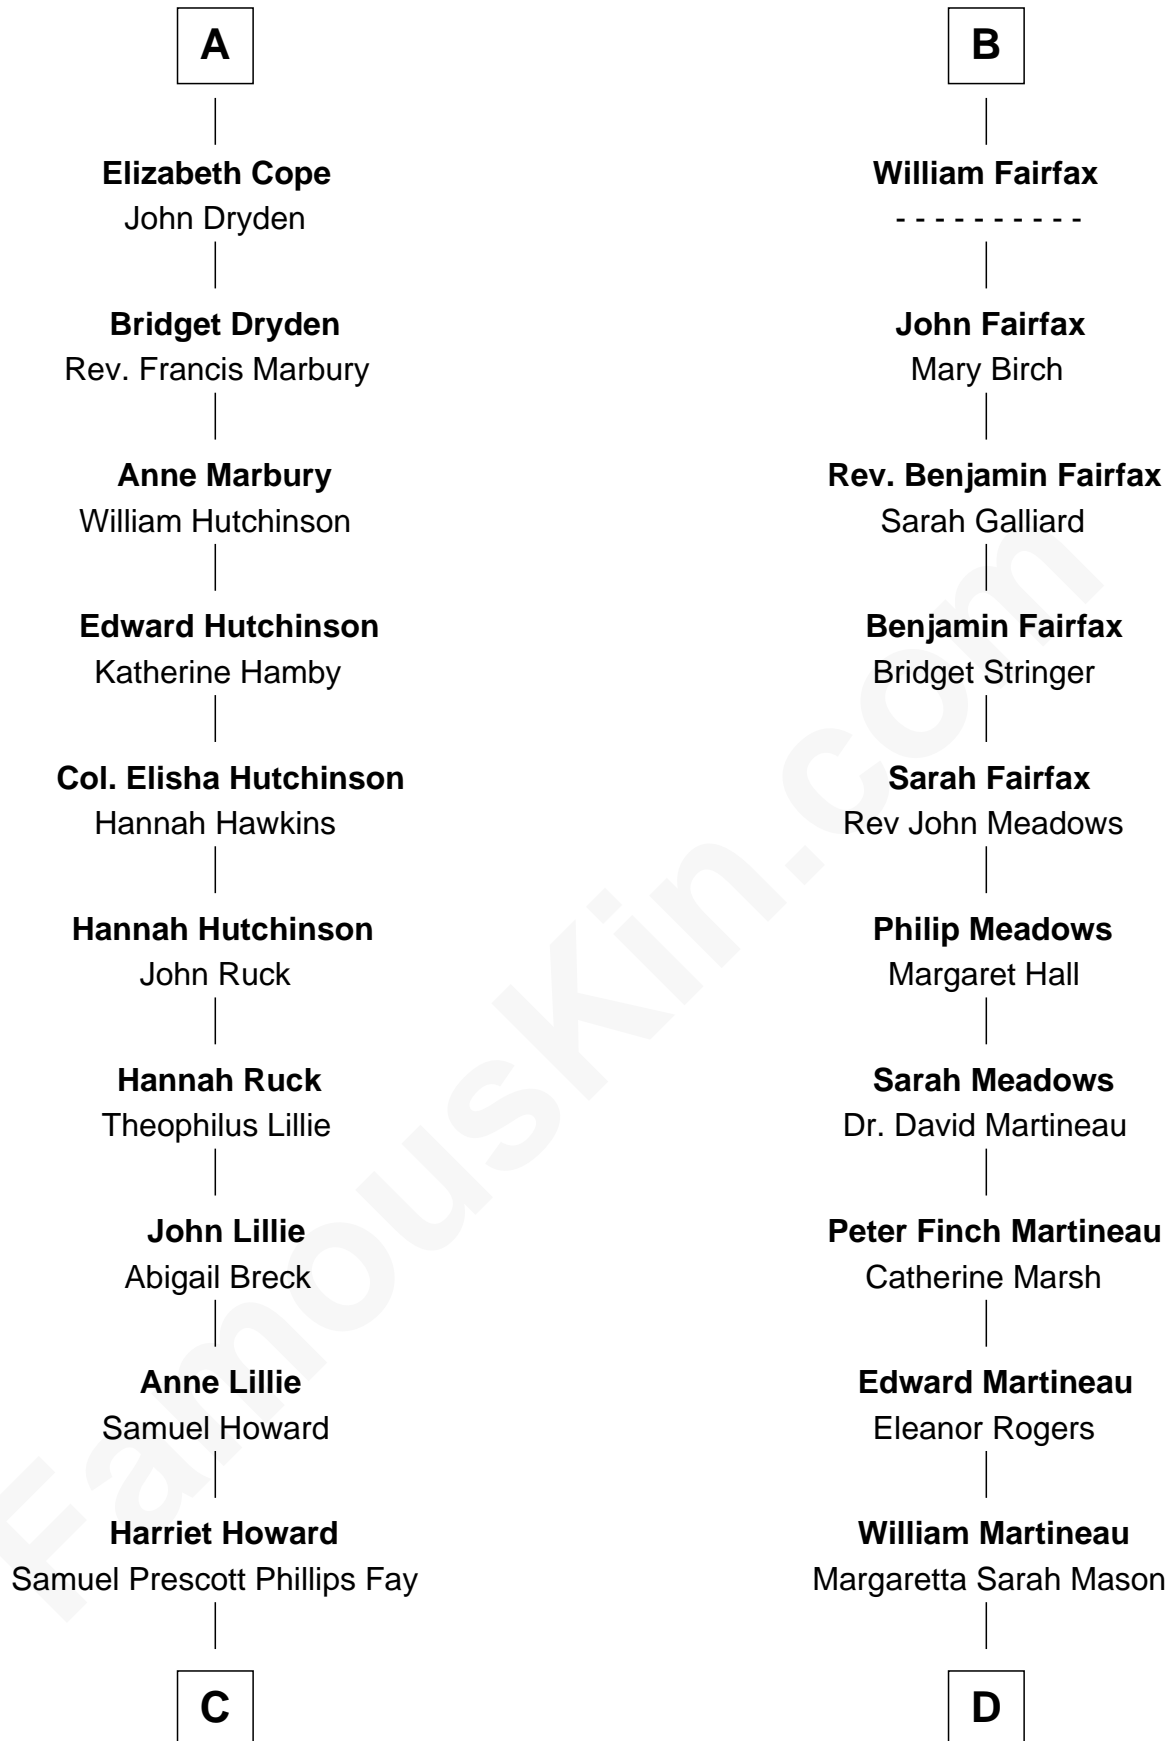 A
Elizabeth Cope
John Dryden
Bridget Dryden
Rev. Francis Marbury
Anne Marbury
William Hutchinson
Edward Hutchinson
Katherine Hamby
Col. Elisha Hutchinson
Hannah Hawkins
Hannah Hutchinson
John Ruck
Hannah Ruck
Theophilus Lillie
John Lillie
Abigail Breck
Anne Lillie
Samuel Howard
Harriet Howard
Samuel Prescott Phillips Fay
C
B
William Fairfax
- - - - - - - - - -
John Fairfax
Mary Birch
Rev. Benjamin Fairfax
Sarah Galliard
Benjamin Fairfax
Bridget Stringer
Sarah Fairfax
Rev John Meadows
Philip Meadows
Margaret Hall
Sarah Meadows
Dr. David Martineau
Peter Finch Martineau
Catherine Marsh
Edward Martineau
Eleanor Rogers
William Martineau
Margaretta Sarah Mason
D
FamousKin.com